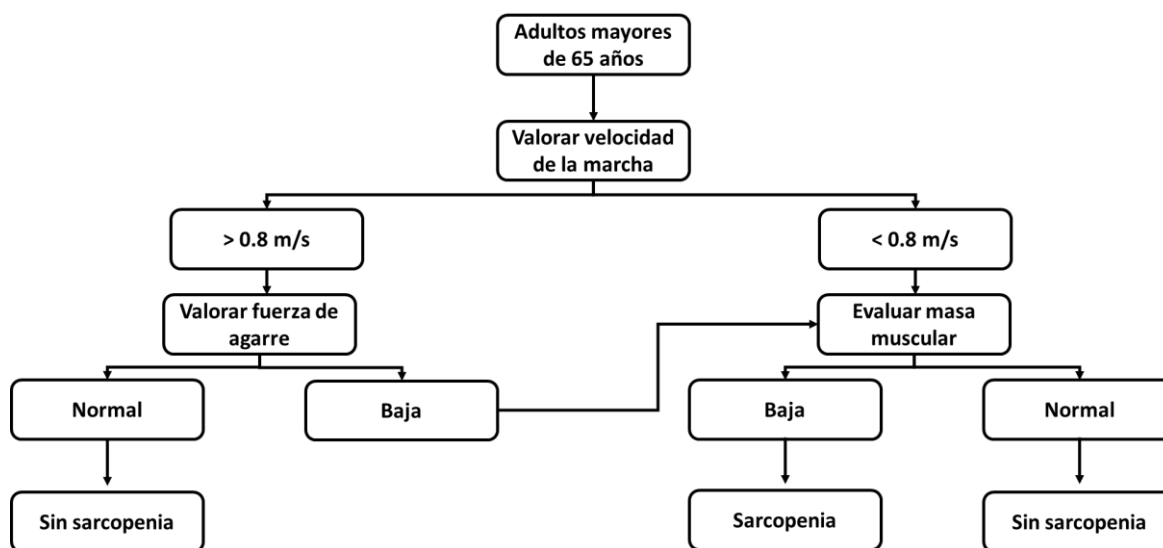 Adultos mayores
de 65 años
Valorar velocidad
de la marcha
> 0.8 m/s
< 0.8 m/s
Valorar fuerza de
agarre
Evaluar masa
muscular
Normal
Baja
Baja
Normal
Sin sarcopenia
Sarcopenia
Sin sarcopenia